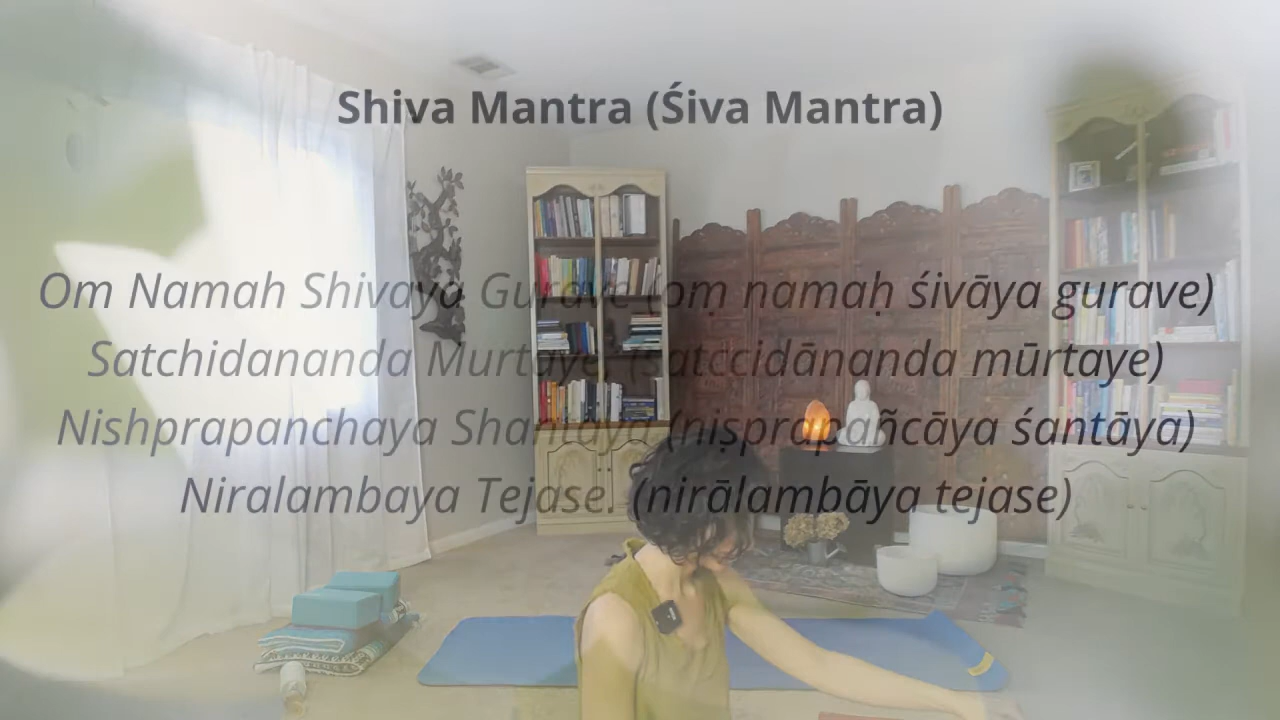 Shiva Mantra (Śiva Mantra)
Om Namah Shivaya Gurave (oṃ namaḥ śivāya gurave)
Satchidananda Murtaye. (satccidānanda mūrtaye)
Nishprapanchaya Shantaya (niṣprapañcāya śantāya)
Niralambaya Tejase. (nirālambāya tejase)